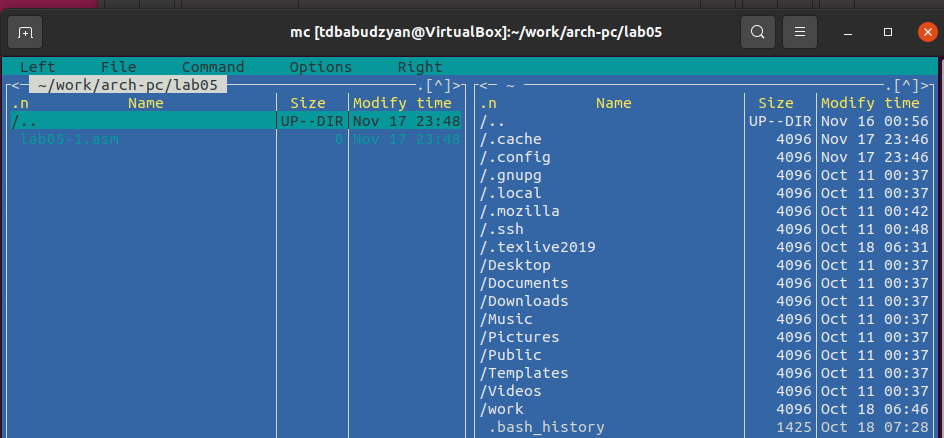 mc [tdbabudzyan@VirtualBox]:~/work/arch-pc/lab05
Left File Command Options Right
<─ ~/work/arch-pc/lab05 .[^]>
.n Name Size Modify time
/.. UP--DIR Nov 17 23:48
lab05-1.asm 0 Nov 17 23:48
<─ ~ .[^]>
.n Name Size Modify time
/.. UP--DIR Nov 16 00:56
/.cache 4096 Nov 17 23:46
/.config 4096 Nov 17 23:46
/.gnupg 4096 Oct 11 00:37
/.local 4096 Oct 11 00:37
/.mozilla 4096 Oct 11 00:42
/.ssh 4096 Oct 11 00:48
/.texlive2019 4096 Oct 18 06:31
/Desktop 4096 Oct 11 00:37
/Documents 4096 Oct 11 00:37
/Downloads 4096 Oct 11 00:37
/Music 4096 Oct 11 00:37
/Pictures 4096 Oct 11 00:37
/Public 4096 Oct 11 00:37
/Templates 4096 Oct 11 00:37
/Videos 4096 Oct 11 00:37
/work 4096 Oct 18 06:46
.bash_history 1425 Oct 18 07:28